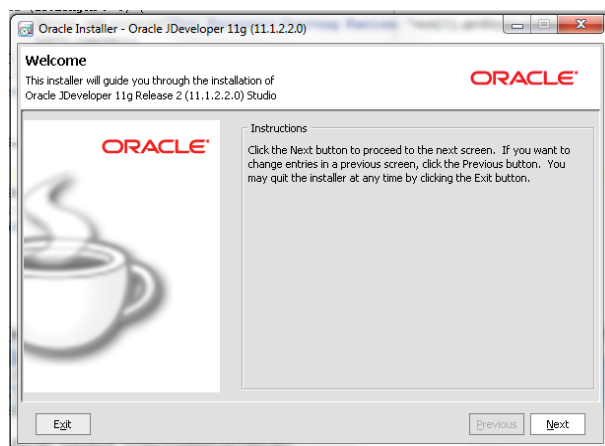 Oracle Installer - Oracle JDeveloper 11g (11.1.2.2.0)
Welcome
This installer will guide you through the installation of
Oracle JDeveloper 11g Release 2 (11.1.2.2.0) Studio
ORACLE®
ORACLE®
Instructions
Click the Next button to proceed to the next screen. If you want to
change entries in a previous screen, click the Previous button. You
may quit the installer at any time by clicking the Exit button.
Exit
Previous
Next